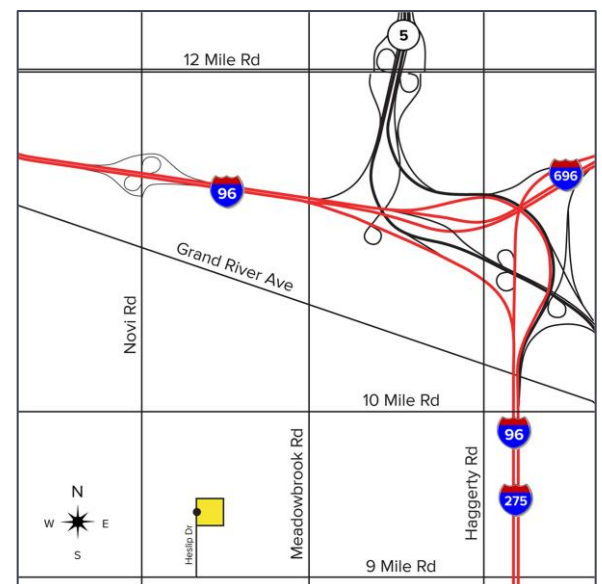 5
12 Mile Rd
696
96
Grand River Ave
Novi Rd
10 Mile Rd
96
Meadowbrook Rd
Haggerty Rd
N
W E
S
275
Heslip Dr
9 Mile Rd